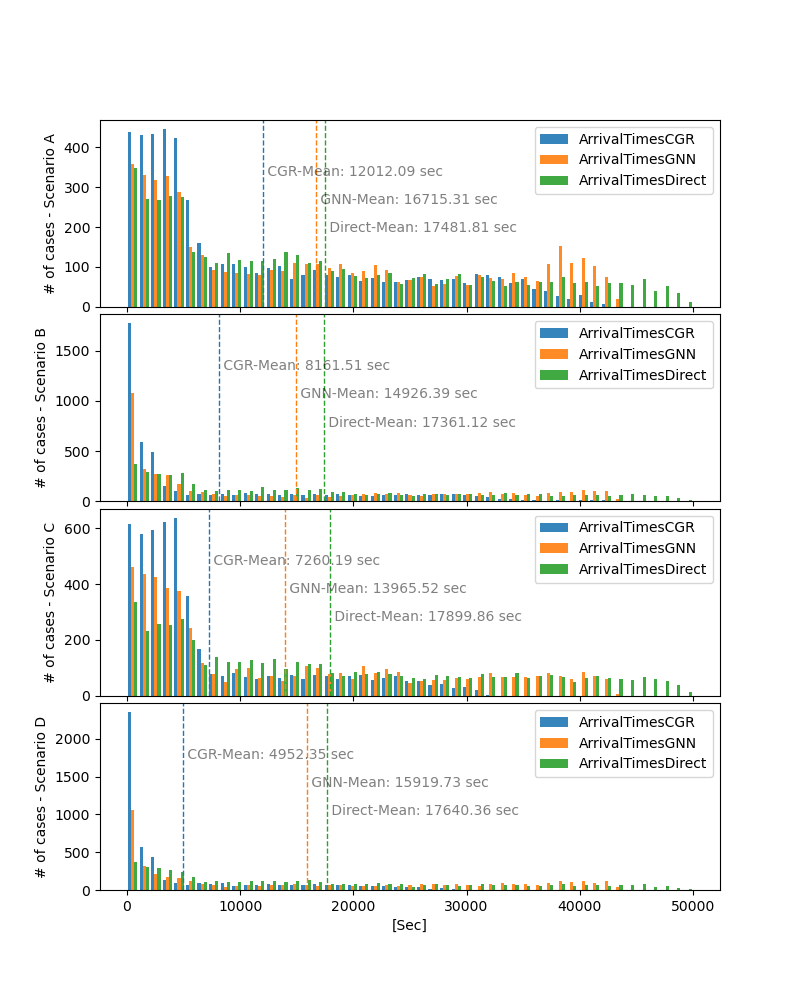 # of cases - Scenario A
400
300
200
100
0
CGR-Mean: 12012.09 sec
GNN-Mean: 16715.31 sec
Direct-Mean: 17481.81 sec
ArrivalTimesCGR
ArrivalTimesGNN
ArrivalTimesDirect
# of cases - Scenario B
1500
1000
500
0
CGR-Mean: 8161.51 sec
GNN-Mean: 14926.39 sec
Direct-Mean: 17361.12 sec
ArrivalTimesCGR
ArrivalTimesGNN
ArrivalTimesDirect
# of cases - Scenario C
600
400
200
0
CGR-Mean: 7260.19 sec
GNN-Mean: 13965.52 sec
Direct-Mean: 17899.86 sec
ArrivalTimesCGR
ArrivalTimesGNN
ArrivalTimesDirect
# of cases - Scenario D
2000
1500
1000
500
0
CGR-Mean: 4952.35 sec
GNN-Mean: 15919.73 sec
Direct-Mean: 17640.36 sec
ArrivalTimesCGR
ArrivalTimesGNN
ArrivalTimesDirect
0 10000 20000 30000 40000 50000
[Sec]